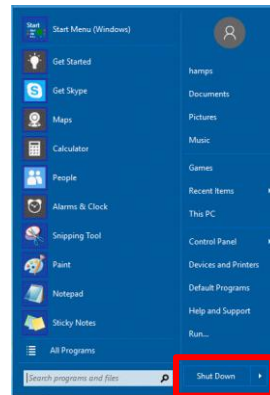 Start
Start Menu (Windows)
Get Started
Get Skype
Maps
Calculator
People
Alarms & Clock
Snipping Tool
Paint
Notepad
Sticky Notes
All Programs
Search programs and files
hamps
Documents
Pictures
Music
Games
Recent Items
This PC
Control Panel
Devices and Printers
Default Programs
Help and Support
Run...
Shut Down